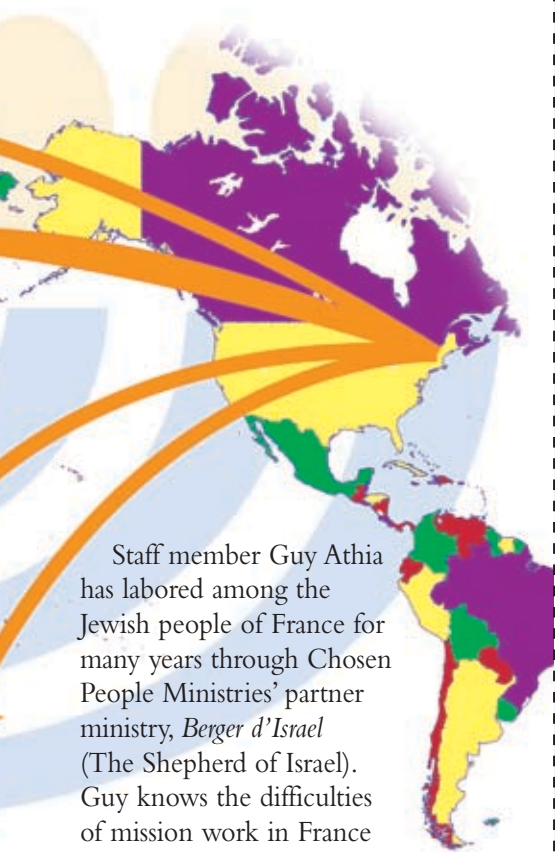 Staff member Guy Athia
has labored among the
Jewish people of France for
many years through Chosen
People Ministries’ partner
ministry, Berger d’Israel
(The Shepherd of Israel).
Guy knows the difficulties
of mission work in France